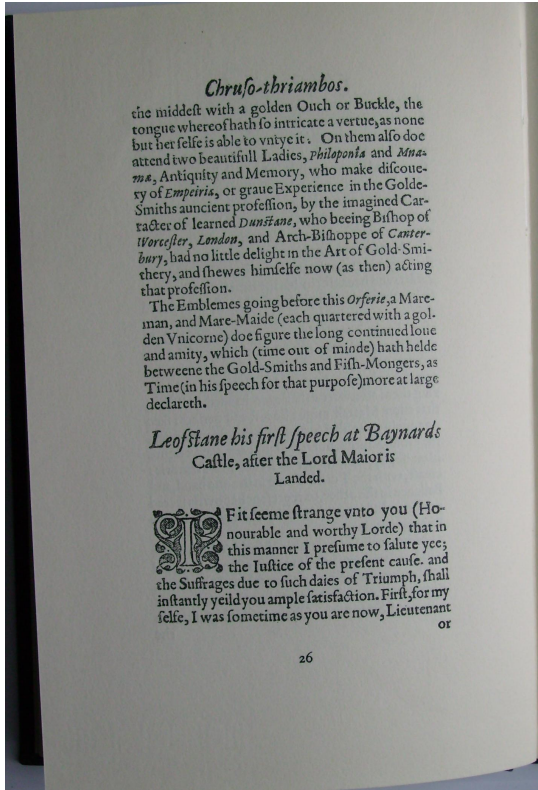 Chruſo-thriambos.
the middeſt with a golden Ouch or Buckle, the
tongue whereof hath ſo intricate a vertue, as none
but her ſelfe is able to vntye it. On them alſo doe
attend two beautifull Ladies, Philoponia and Mna-
mæ, Antiquity and Memory, who make diſcoue-
ry of Empeiria, or graue Experience in the Golde-
Smiths auncient profeſſion, by the imagined Car-
racter of learned Dunſtane, who beeing Biſhop of
Worceſter, London, and Arch-Biſhoppe of Canter-
bury, had no little delight in the Art of Gold-Smi-
thery, and ſhewes himſelfe now (as then) acting
that profeſſion.
The Emblemes going before this Orferie, a Mare-
man, and Mare-Maide (each quartered with a gol-
den Vnicorne) doe figure the long continued loue
and amity, which (time out of minde) hath helde
betweene the Gold-Smiths and Fiſh-Mongers, as
Time (in his ſpeech for that purpoſe) more at large
declareth.
Leofſtane his firſt ſpeech at Baynards
Caſtle, after the Lord Maior is
Landed.
IF it ſeeme ſtrange vnto you (Ho-
nourable and worthy Lorde) that in
this manner I preſume to ſalute yee;
the Iuſtice of the preſent cauſe. and
the Suffrages due to ſuch daies of Triumph, ſhall
inſtantly yeild you ample ſatisfaction. Firſt, for my
ſelfe, I was ſometime as you are now, Lieutenant
or
26